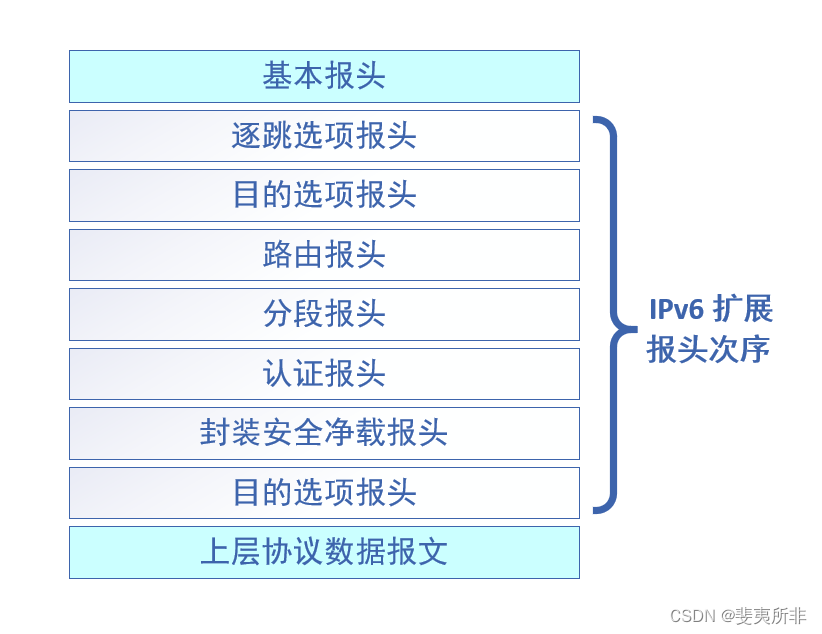 基本报头
逐跳选项报头
目的选项报头
路由报头
分段报头
认证报头
封装安全净载报头
目的选项报头
上层协议数据报文
IPv6 扩展
报头次序
CSDN @斐夷所非